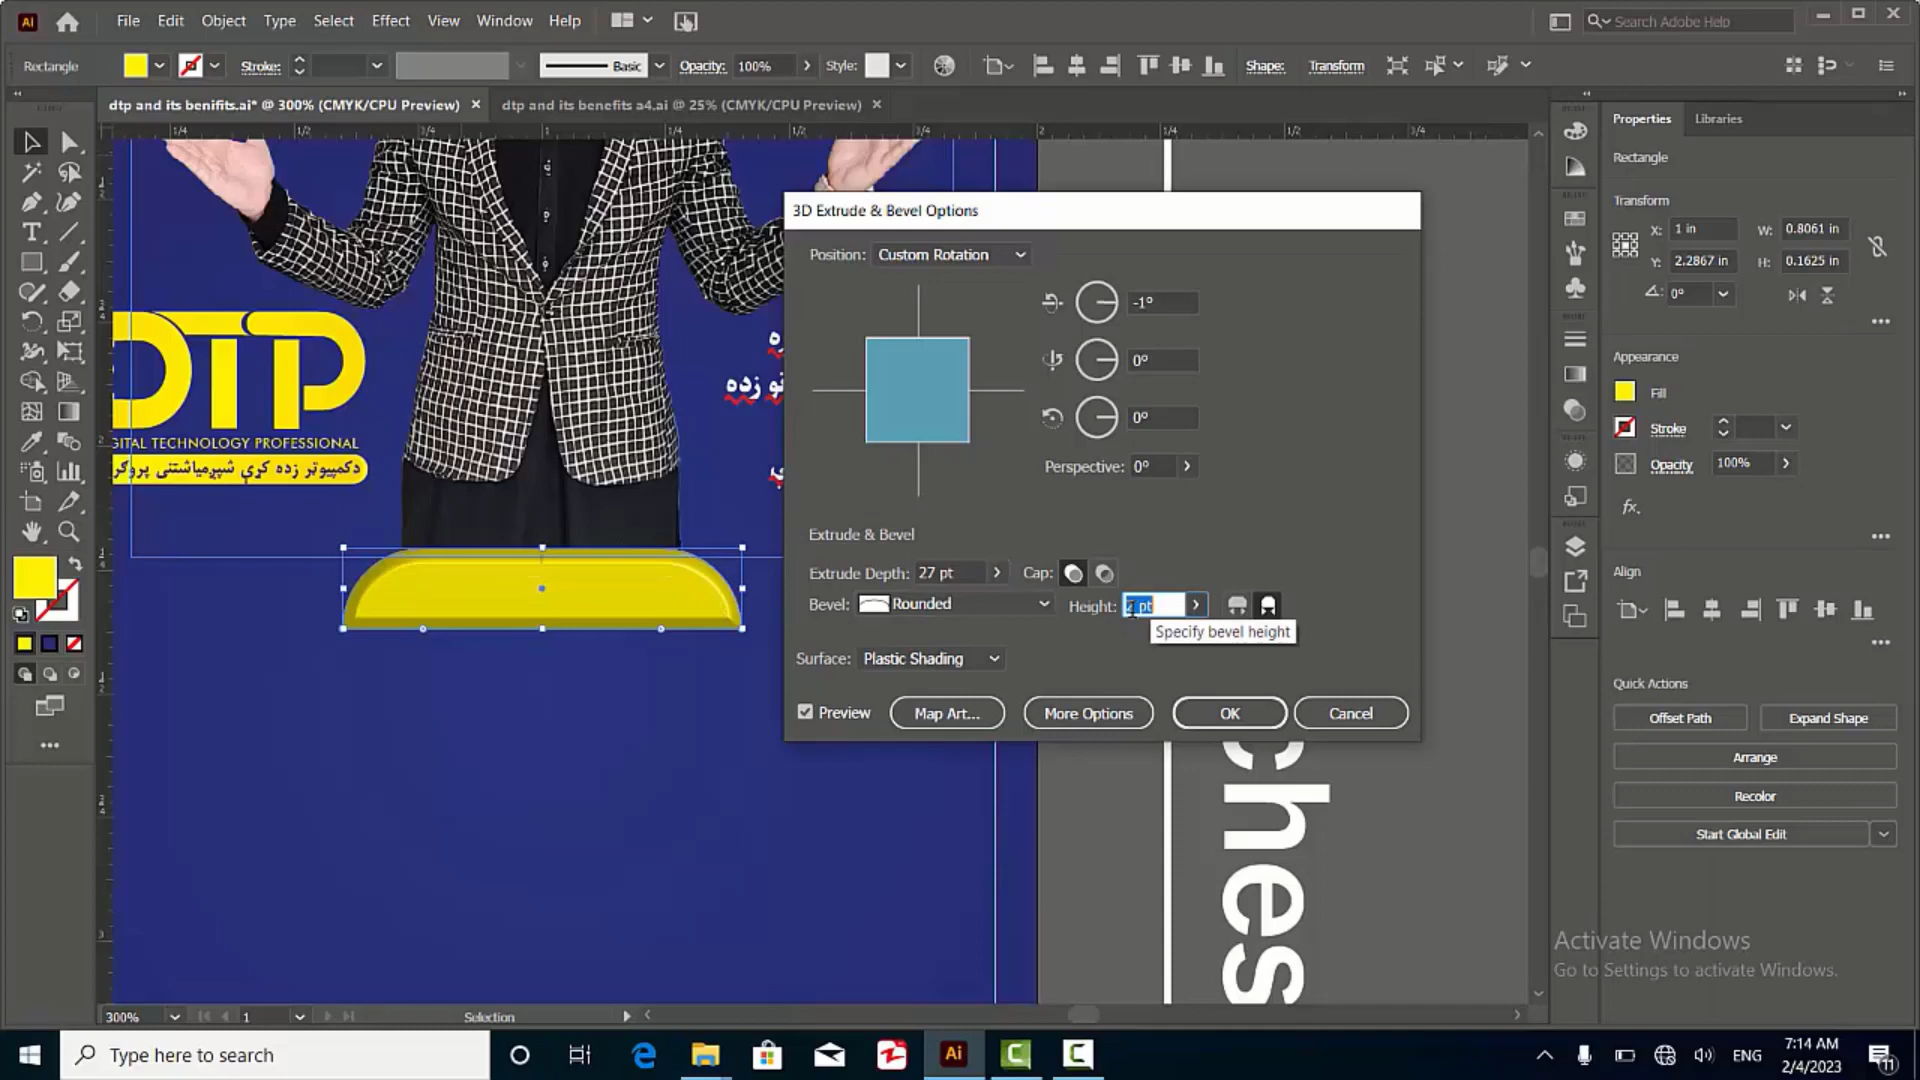 File Edit Object Type Select Effect View Window Help
Search Adobe Help
Rectangle
Stroke:
Basic
Opacity: 100%
Style:
Shape:
Transform
dtp and its benifits.ai* @ 300% (CMYK/CPU Preview)
dtp and its benefits a4.ai @ 25% (CMYK/CPU Preview)
Properties
Libraries
Rectangle
Transform
X: 1 in
W: 0.8061 in
Y: 2.2867 in
H: 0.1625 in
0°
Appearance
Fill
Stroke
Opacity
100%
fx.
Align
Quick Actions
Offset Path
Expand Shape
Arrange
Recolor
Start Global Edit
3D Extrude & Bevel Options
Position: Custom Rotation
-1°
0°
0°
Perspective: 0°
Extrude & Bevel
Extrude Depth: 27 pt
Cap:
Bevel: Rounded
Height:
pt
Specify bevel height
Surface: Plastic Shading
Preview
Map Art...
More Options
OK
Cancel
DTP
GITAL TECHNOLOGY PROFESSIONAL
دکمپیوټر زده کړې شپږمیاشتنی پروګر
نو زده
ches
Activate Windows
Go to Settings to activate Windows.
300%
1
Selection
Type here to search
Ai
ENG
7:14 AM
2/4/2023
11